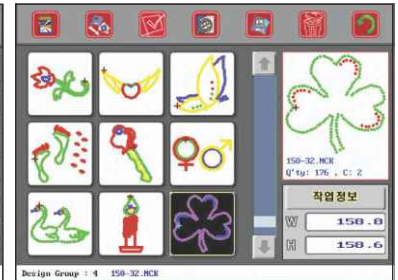 150-32.MCK
Q'ty: 176 , C: 2
작업정보
W 158.8
H 158.6
Design Group : 4 150-32.MCK